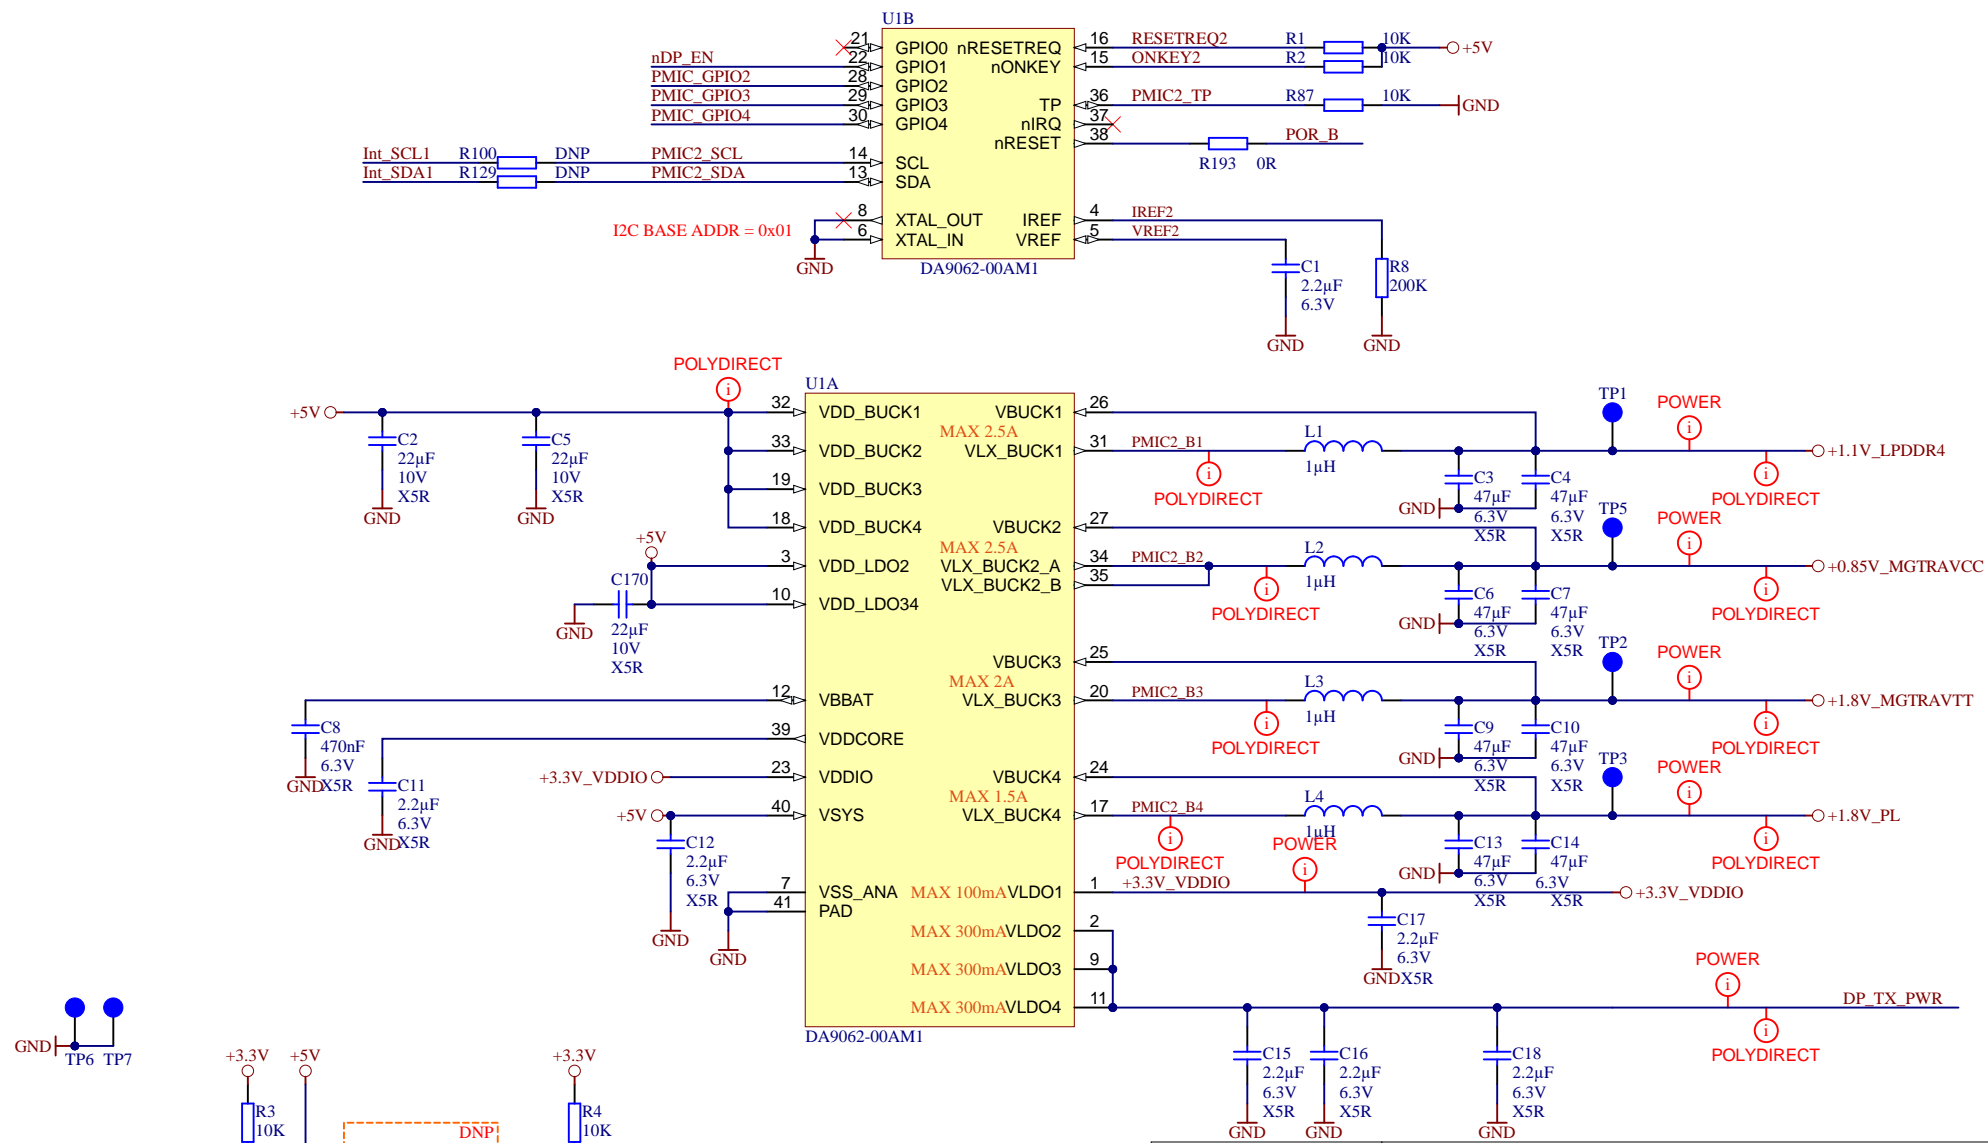 U1B
21 GPIO0 nRESETREQ 16 RESETREQ2 R1 10K +5V
nDP_EN 22 GPIO1 nONKEY 15 ONKEY2 R2 10K
PMIC_GPIO2 28 GPIO2
PMIC_GPIO3 29 GPIO3 TP 36 PMIC2_TP R87 10K GND
PMIC_GPIO4 30 GPIO4 nIRQ 37
nRESET 38 POR_B
R193 0R
Int_SCL1 R100 DNP PMIC2_SCL 14 SCL
Int_SDA1 R129 DNP PMIC2_SDA 13 SDA
8 XTAL_OUT IREF 4 IREF2
I2C BASE ADDR = 0x01 6 XTAL_IN VREF 5 VREF2
GND DA9062-00AM1
C1 R8
2.2µF 200K
6.3V
GND GND
POLYDIRECT
i
U1A
+5V 32 VDD_BUCK1 VBUCK1 26 TP1 POWER
i
MAX 2.5A
C2 C5 33 VDD_BUCK2 VLX_BUCK1 31 PMIC2_B1 L1 +1.1V_LPDDR4
22µF 22µF 1µH
10V 10V
X5R X5R
i C3 C4 i
19 VDD_BUCK3 POLYDIRECT 47µF 47µF POLYDIRECT
GND GND GND 6.3V 6.3V
X5R X5R
18 VDD_BUCK4 VBUCK2 27 TP5 POWER
i
MAX 2.5A
+5V
3 VDD_LDO2 VLX_BUCK2_A 34 PMIC2_B2 L2 +0.85V_MGTRAVCC
VLX_BUCK2_B 35 1µH
C170 i C6 C7 i
10 VDD_LDO34 POLYDIRECT 47µF 47µF POLYDIRECT
GND 22µF GND 6.3V 6.3V
10V X5R X5R
X5R
VBUCK3 25 TP2 POWER
i
MAX 2A
12 VBBAT VLX_BUCK3 20 PMIC2_B3 L3 +1.8V_MGTRAVTT
1µH
C8 i C9 C10 i
470nF 39 VDDCORE POLYDIRECT 47µF 47µF POLYDIRECT
6.3V GND 6.3V 6.3V
GND X5R X5R X5R
C11 +3.3V_VDDIO 23 VDDIO VBUCK4 24 TP3 POWER
2.2µF i
6.3V MAX 1.5A
GND X5R
+5V 40 VSYS VLX_BUCK4 17 PMIC2_B4 L4 +1.8V_PL
1µH
C12 i POWER C13 C14 i
2.2µF POLYDIRECT i 47µF 47µF POLYDIRECT
6.3V GND 6.3V 6.3V
X5R X5R X5R
GND
7 VSS_ANA MAX 100mA VLDO1 1 +3.3V_VDDIO +3.3V_VDDIO
41 PAD
GND
C17
2.2µF
6.3V
GND X5R
MAX 300mA VLDO2 2
MAX 300mA VLDO3 9
POWER
i
MAX 300mA VLDO4 11 DP_TX_PWR
i
POLYDIRECT
DA9062-00AM1
C15 C16 C18
2.2µF 2.2µF 2.2µF
6.3V 6.3V 6.3V
X5R X5R X5R
GND GND GND
GND TP6 TP7
+3.3V +5V +3.3V
R3 R4
10K 10K
DNP